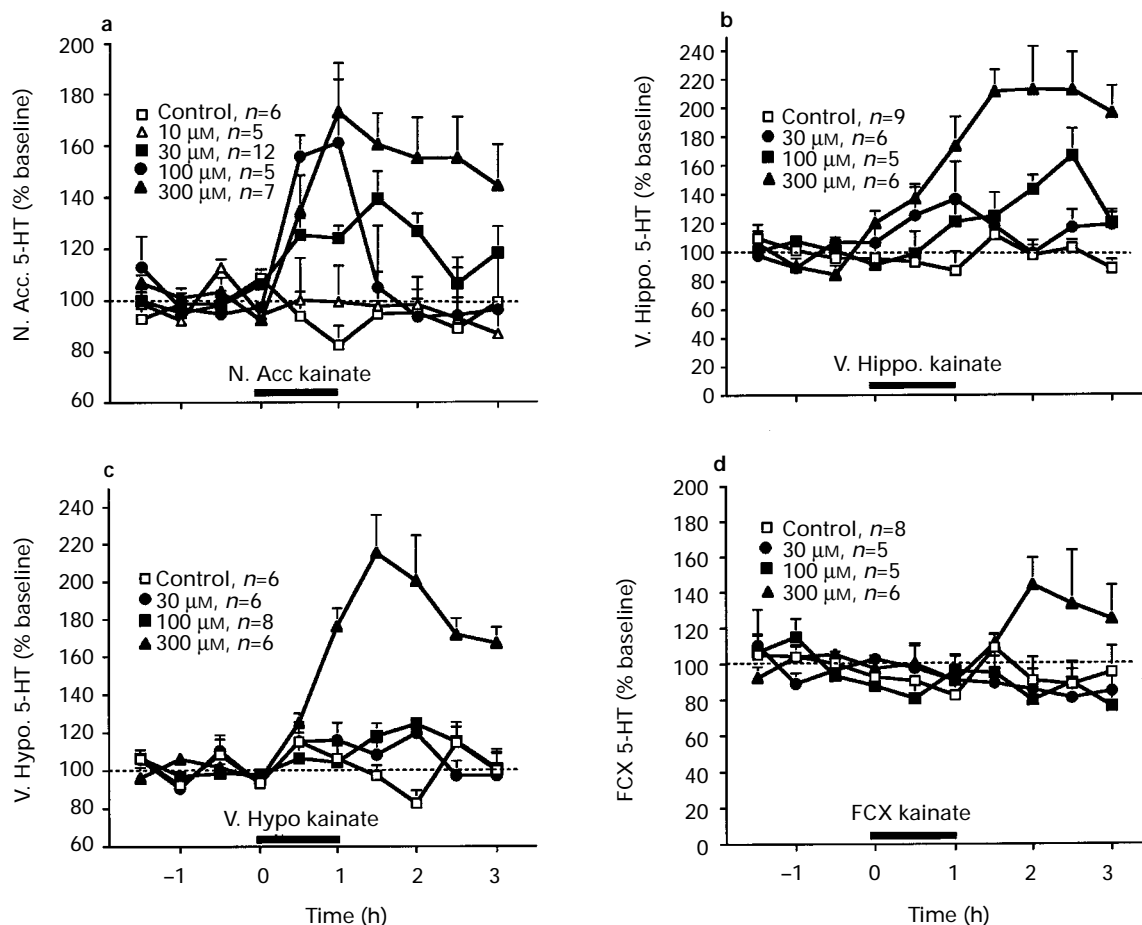 a
N. Acc. 5-HT (% baseline)
200
180
160
140
120
100
80
60
Control, n=6
10 μM, n=5
30 μM, n=12
100 μM, n=5
300 μM, n=7
N. Acc kainate
b
V. Hippo. 5-HT (% baseline)
240
220
200
180
160
140
120
100
80
60
40
20
0
Control, n=9
30 μM, n=6
100 μM, n=5
300 μM, n=6
V. Hippo. kainate
–1 0 1 2 3
c
V. Hypo. 5-HT (% baseline)
240
220
200
180
160
140
120
100
80
60
Control, n=6
30 μM, n=6
100 μM, n=8
300 μM, n=6
V. Hypo kainate
–1 0 1 2 3
Time (h)
d
FCX 5-HT (% baseline)
200
180
160
140
120
100
80
60
40
20
0
Control, n=8
30 μM, n=5
100 μM, n=5
300 μM, n=6
FCX kainate
–1 0 1 2 3
Time (h)